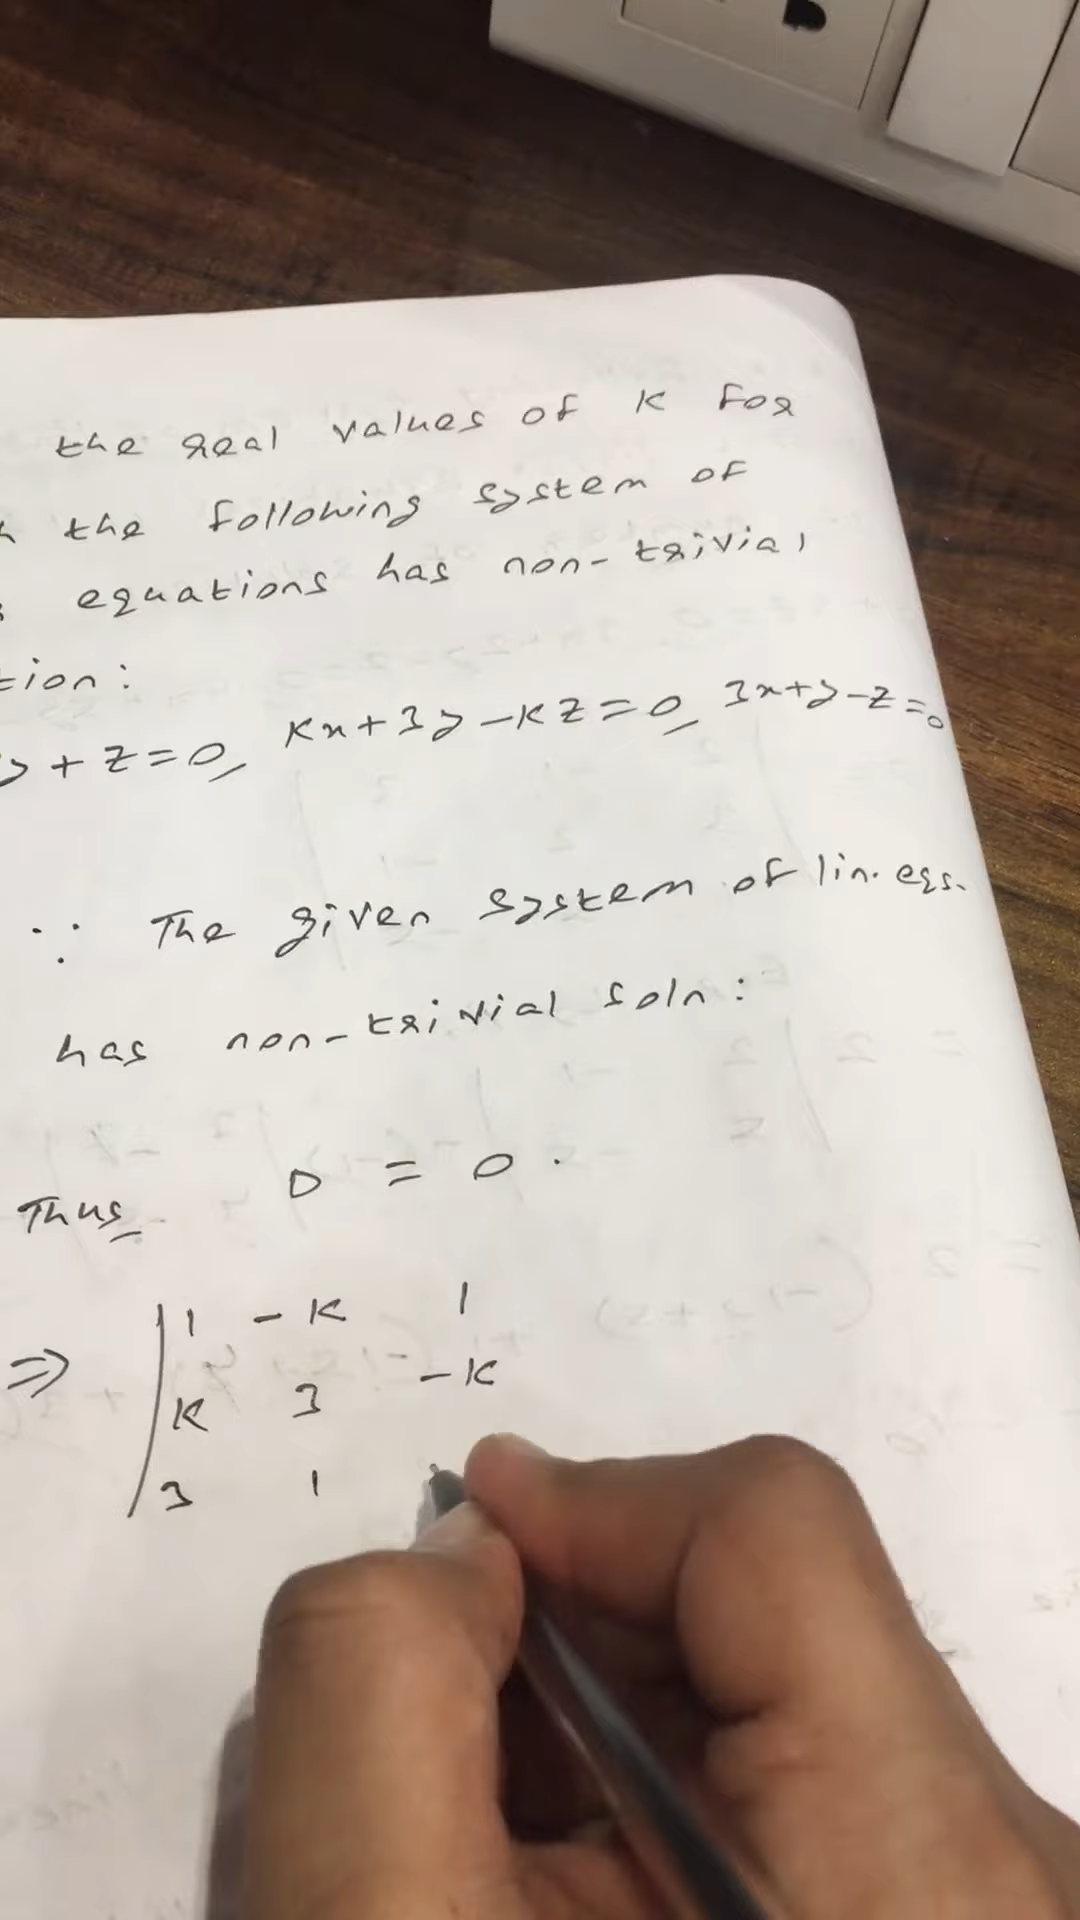 the real values of K for
the following system of
equations has non-trivial
tion:
y + z = 0, Kx + 3y - Kz = 0, 3x + y - z = 0
∵ The given system of lin. eqs.
has non-trivial soln:
Thus D = 0.
⇒ | 1 -K 1
K 3 -K
3 1